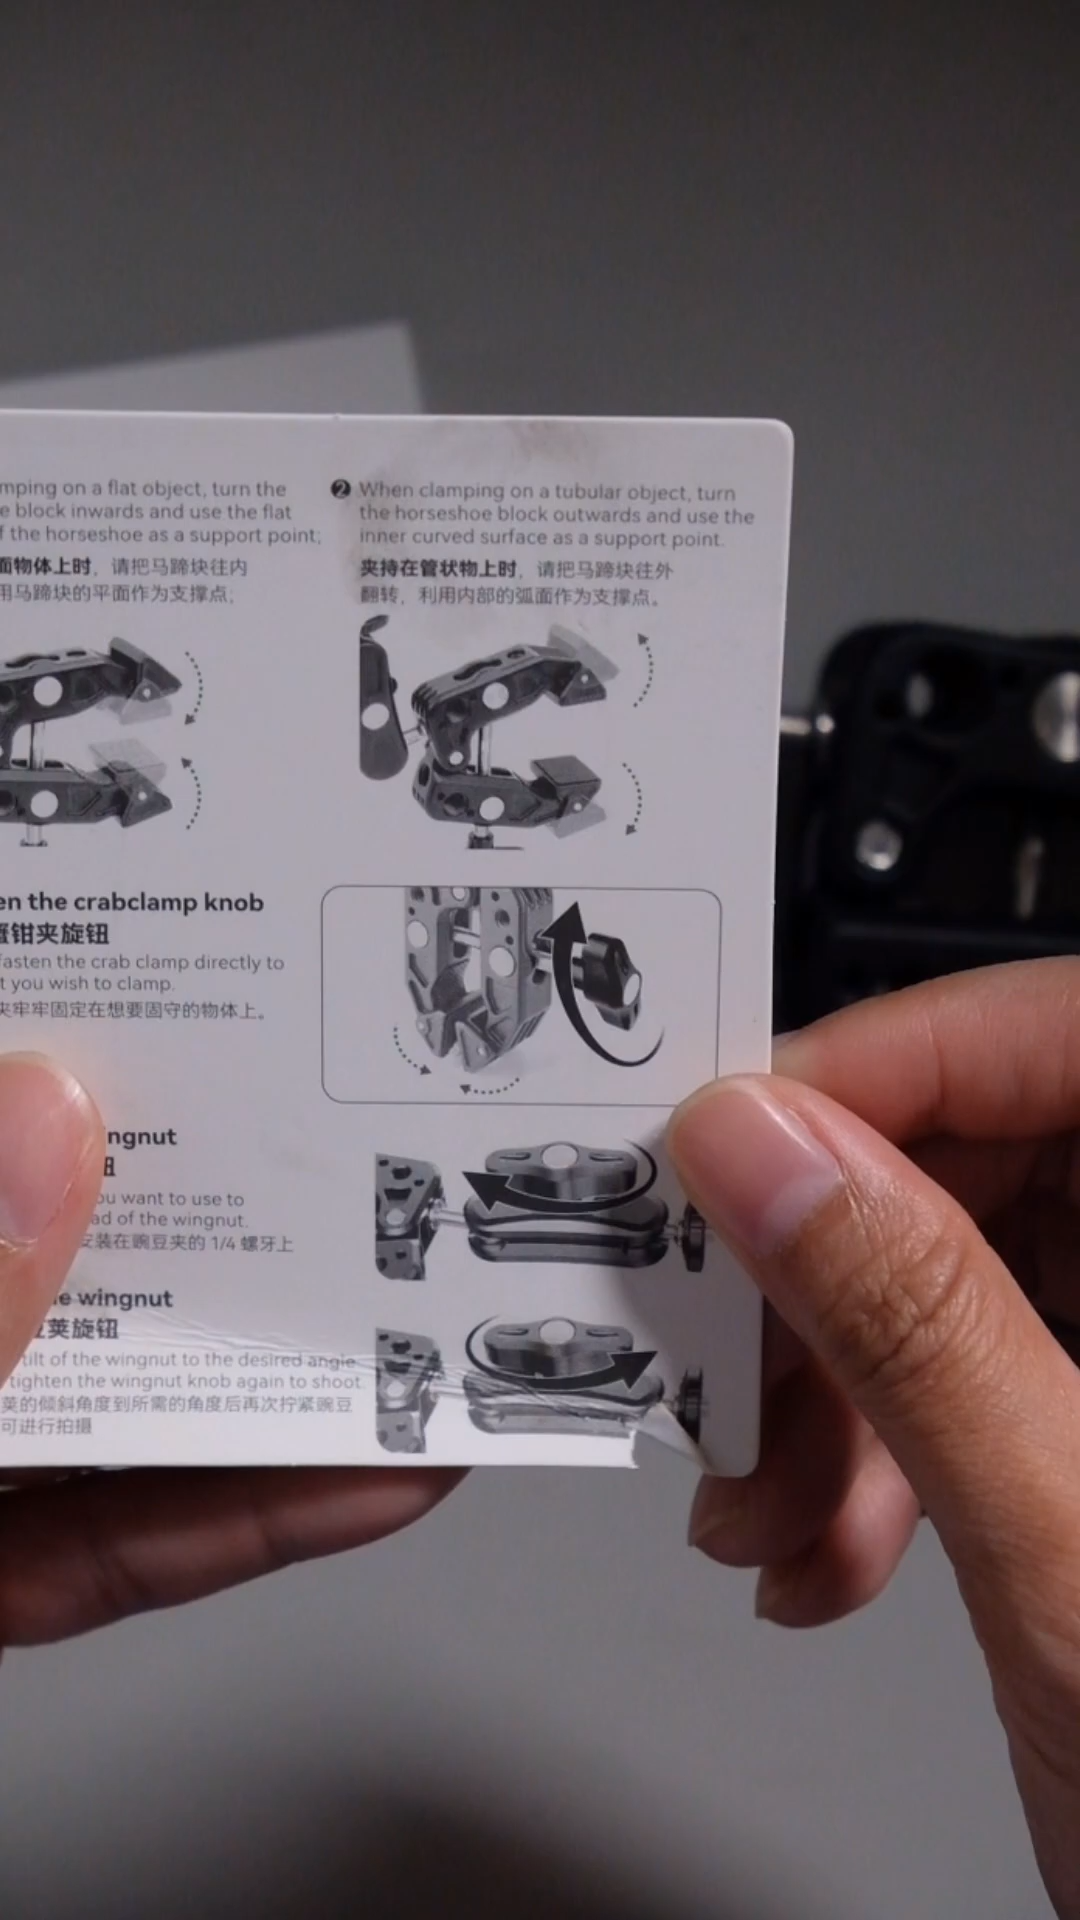 mping on a flat object, turn the
e block inwards and use the flat
f the horseshoe as a support point;
面物体上时，请把马蹄块往内
用马蹄块的平面作为支撑点；
2 When clamping on a tubular object, turn
the horseshoe block outwards and use the
inner curved surface as a support point.
夹持在管状物上时，请把马蹄块往外
翻转，利用内部的弧面作为支撑点。
en the crabclamp knob
蟹钳夹旋钮
fasten the crab clamp directly to
t you wish to clamp.
夹牢牢固定在想要固守的物体上。
ngnut
钮
ou want to use to
ad of the wingnut.
安装在豌豆夹的 1/4 螺牙上
e wingnut
豆荚旋钮
tilt of the wingnut to the desired angle
tighten the wingnut knob again to shoot.
荚的倾斜角度到所需的角度后再次拧紧豌豆
可进行拍摄